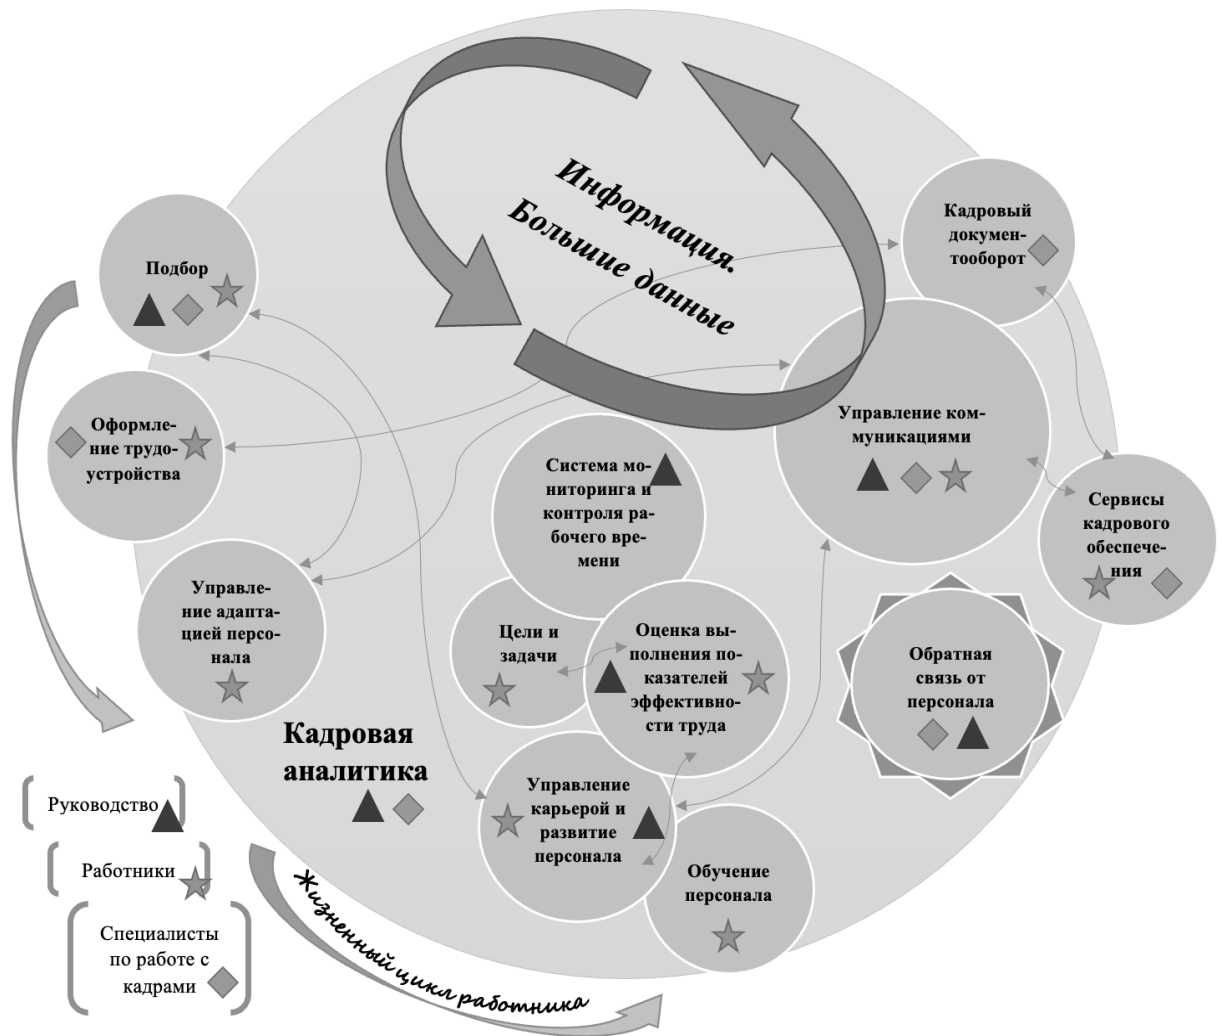 Информация.
Большие данные
Кадровый
докумен-
тооборот
Подбор
Управление ком-
муникациями
Оформле-
ние трудо-
устройства
Система мо-
ниторинга и
контроля ра-
бочего вре-
мени
Сервисы
кадрового
обеспече-
ния
Управле-
ние адапта-
цией персо-
нала
Цели и
задачи
Оценка вы-
полнения по-
казателей
эффективно-
сти труда
Обратная
связь от
персонала
Кадровая
аналитика
Управление
карьерой и
развитие
персонала
Обучение
персонала
Руководство
Работники
Специалисты
по работе с
кадрами
Жизненный цикл работника